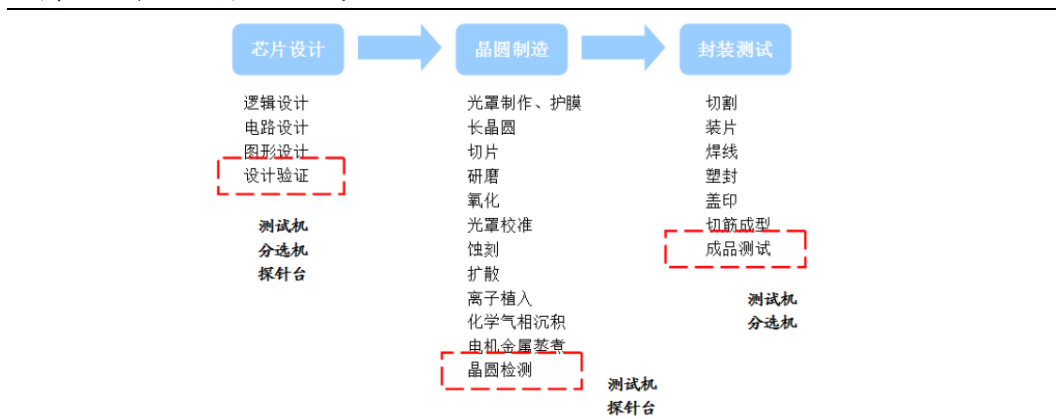 芯片设计
晶圆制造
封装测试
逻辑设计
电路设计
图形设计
设计验证
测试机
分选机
探针台
光罩制作、护膜
长晶圆
切片
研磨
氧化
光罩校准
蚀刻
扩散
离子植入
化学气相沉积
电机金属蒸煮
晶圆检测
测试机
探针台
切割
装片
焊线
塑封
盖印
切筋成型
成品测试
测试机
分选机